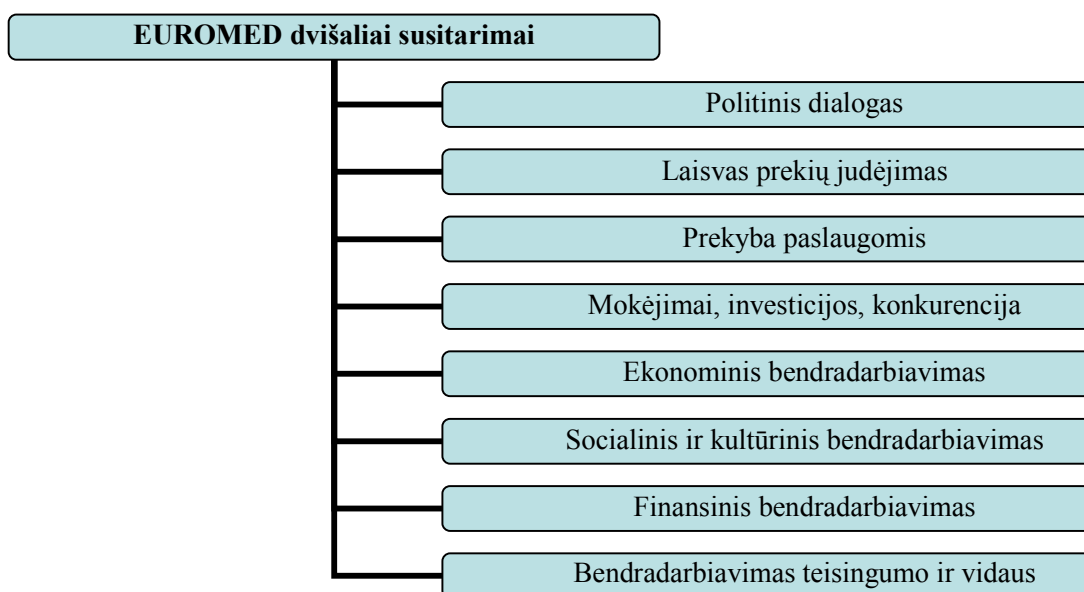 EUROMED dvišaliai susitarimai
Politinis dialogas
Laisvas prekių judėjimas
Prekyba paslaugomis
Mokėjimai, investicijos, konkurencija
Ekonominis bendradarbiavimas
Socialinis ir kultūrinis bendradarbiavimas
Finansinis bendradarbiavimas
Bendradarbiavimas teisingumo ir vidaus